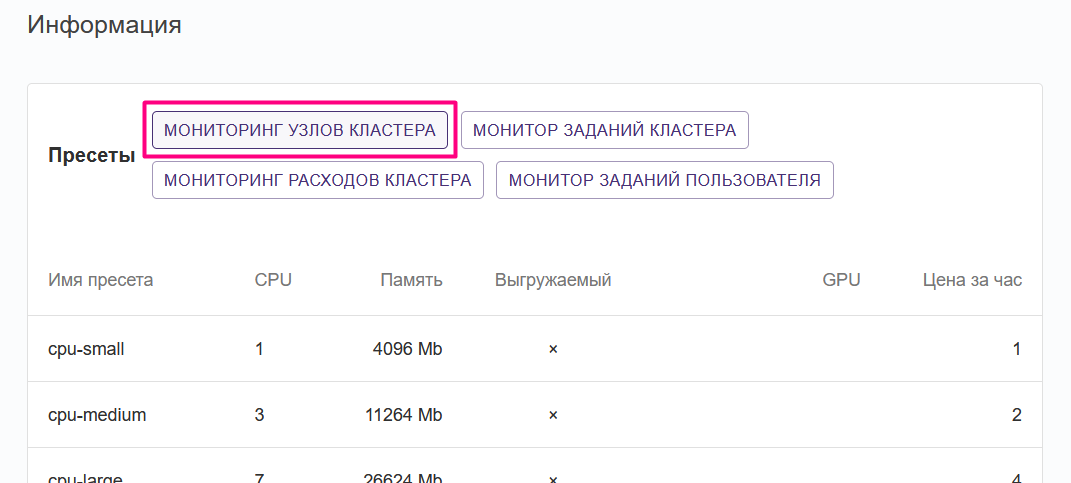 Информация
МОНИТОРИНГ УЗЛОВ КЛАСТЕРА МОНИТОР ЗАДАНИЙ КЛАСТЕРА
Пресеты
МОНИТОРИНГ РАСХОДОВ КЛАСТЕРА МОНИТОР ЗАДАНИЙ ПОЛЬЗОВАТЕЛЯ
Имя пресета CPU Память Выгружаемый GPU Цена за час
cpu-small 1 4096 Mb × 1
cpu-medium 3 11264 Mb × 2
cpu-large 7 26624 Mb × 4